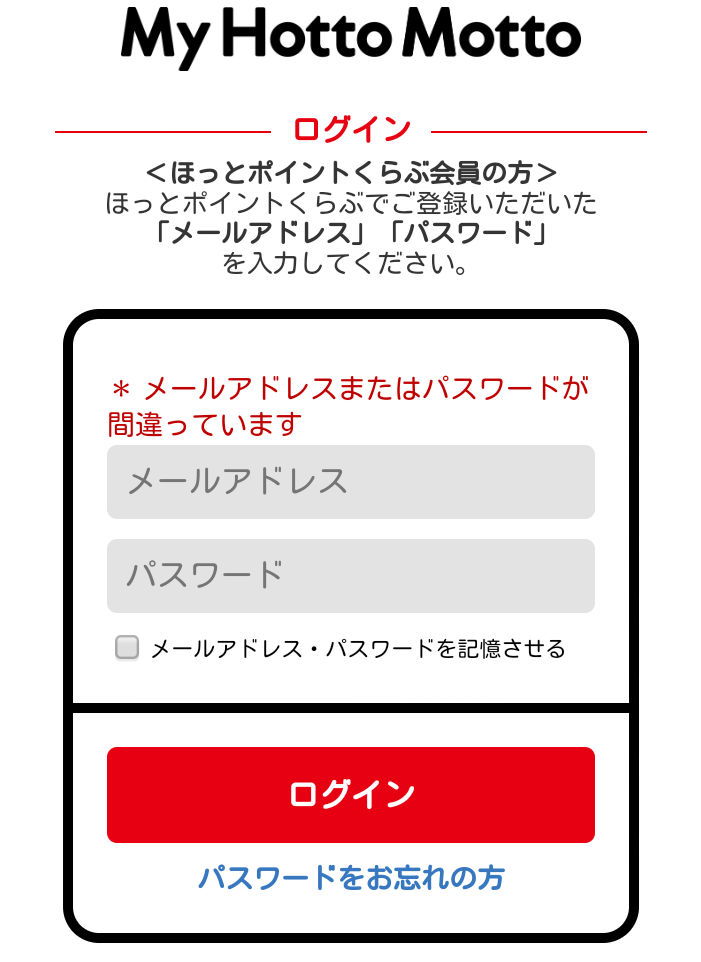 My Hotto Motto
ログイン
＜ほっとポイントくらぶ会員の方＞
ほっとポイントくらぶでご登録いただいた
「メールアドレス」「パスワード」
を入力してください。
＊ メールアドレスまたはパスワードが
間違っています
メールアドレス
パスワード
メールアドレス・パスワードを記憶させる
ログイン
パスワードをお忘れの方